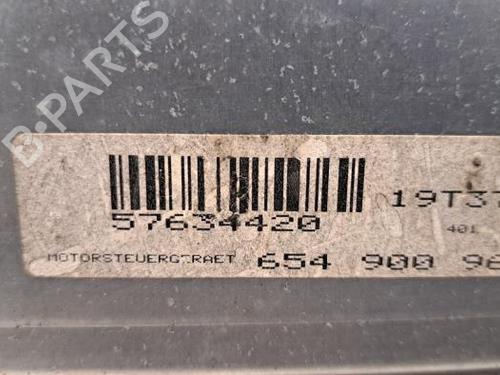 B-PARTS
57634420 19T37
401
MOTORSTEUERGERAET 654 900 96